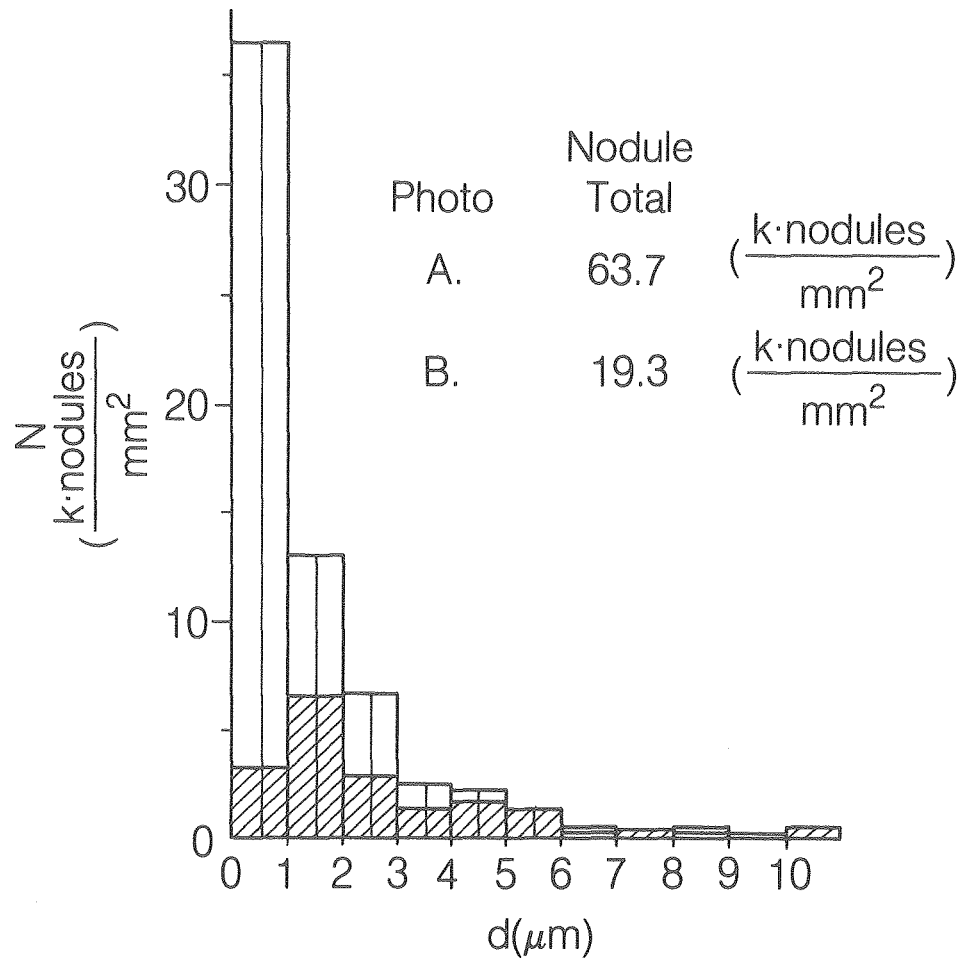 Nodule
Photo Total
A. 63.7 (k·nodules/mm²)
B. 19.3 (k·nodules/mm²)
N
(k·nodules/mm²)
30
20
10
0
0 1 2 3 4 5 6 7 8 9 10
d(μm)